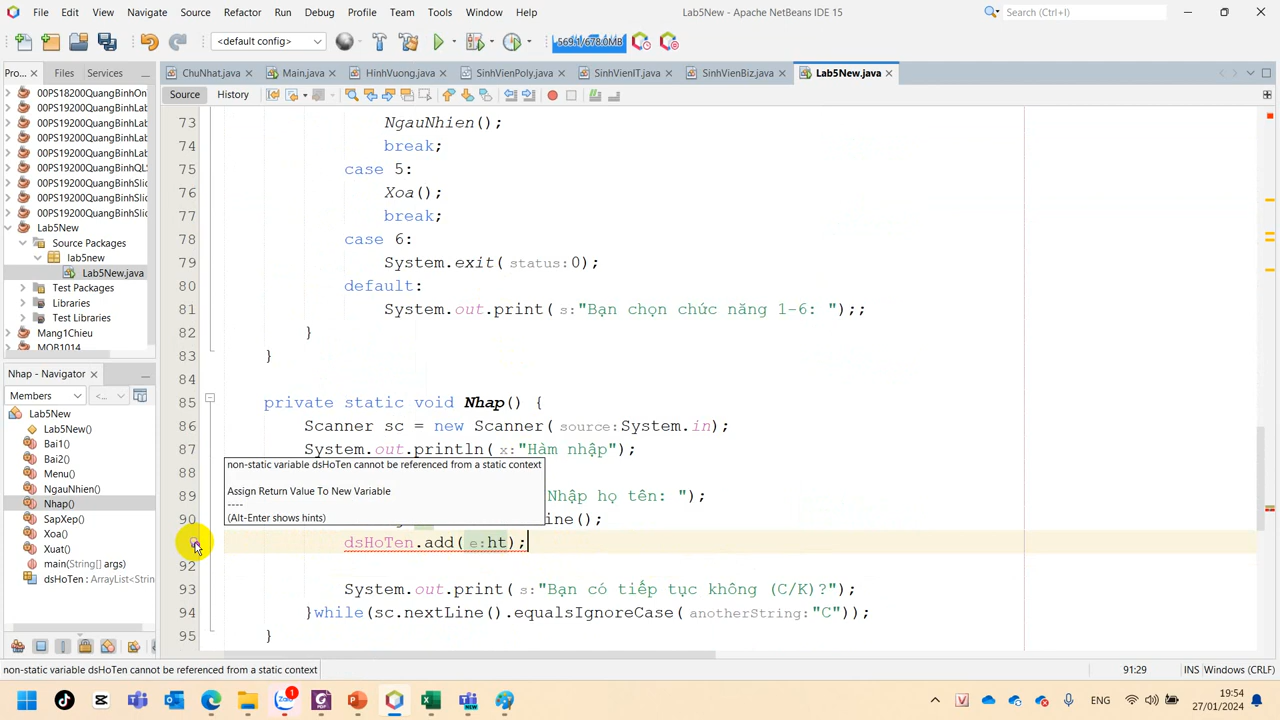 File Edit View Navigate Source Refactor Run Debug Profile Team Tools Window Help
Lab5New - Apache NetBeans IDE 15
Search (Ctrl+I)
<default config>
569.1/678.0MB
Pro... Files Services
ChuNhat.java Main.java HinhVuong.java SinhVienPoly.java SinhVienIT.java SinhVienBiz.java Lab5New.java
Source History
00PS18200QuangBinhOn
00PS19200QuangBinhLab
00PS19200QuangBinhLab
00PS19200QuangBinhLab
00PS19200QuangBinhLab
00PS19200QuangBinhQL
00PS19200QuangBinhSlic
00PS19200QuangBinhSlic
00PS19200QuangBinhSlic
Lab5New
Source Packages
lab5new
Lab5New.java
Test Packages
Libraries
Test Libraries
Mang1Chieu
MOB1014
Nhap - Navigator
Members
<...
Lab5New
Lab5New()
Bai1()
Bai2()
Menu()
NgauNhien()
Nhap()
SapXep()
Xoa()
Xuat()
main(String[] args)
dsHoTen : ArrayList<String
73 NgauNhien();
74 break;
75 case 5:
76 Xoa();
77 break;
78 case 6:
79 System.exit(status:0);
80 default:
81 System.out.print(s:"Bạn chọn chức năng 1-6: ");;
82 }
83 }
84
85 private static void Nhap() {
86 Scanner sc = new Scanner(source:System.in);
87 System.out.println(x:"Hàm nhập");
88
non-static variable dsHoTen cannot be referenced from a static context
Assign Return Value To New Variable
----
(Alt-Enter shows hints)
89 Nhập họ tên: ");
90 ine();
dsHoTen.add(e:ht);
92
93 System.out.print(s:"Bạn có tiếp tục không (C/K)?");
94 }while(sc.nextLine().equalsIgnoreCase(anotherString:"C"));
95 }
non-static variable dsHoTen cannot be referenced from a static context
91:29 INS Windows (CRLF)
1
NEW
ENG
19:54
27/01/2024